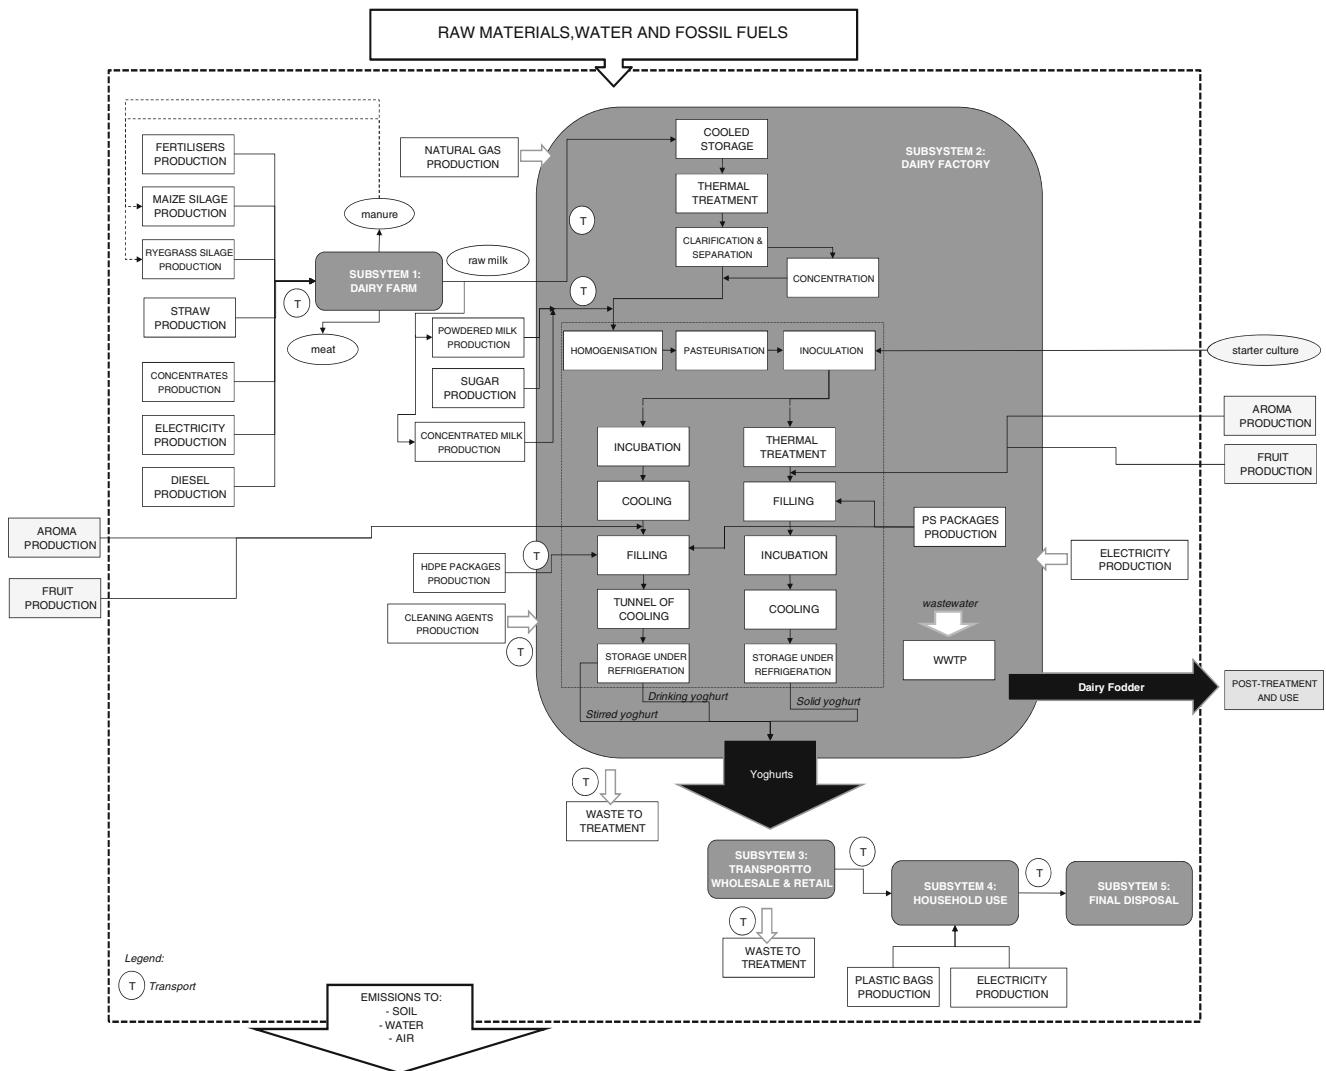 RAW MATERIALS,WATER AND FOSSIL FUELS
FERTILISERS
PRODUCTION
MAIZE SILAGE
PRODUCTION
RYEGRASS SILAGE
PRODUCTION
STRAW
PRODUCTION
CONCENTRATES
PRODUCTION
ELECTRICITY
PRODUCTION
DIESEL
PRODUCTION
manure
SUBSYTEM 1:
DAIRY FARM
T
meat
raw milk
NATURAL GAS
PRODUCTION
T
T
POWDERED MILK
PRODUCTION
SUGAR
PRODUCTION
CONCENTRATED MILK
PRODUCTION
SUBSYSTEM 2:
DAIRY FACTORY
COOLED
STORAGE
THERMAL
TREATMENT
CLARIFICATION &
SEPARATION
CONCENTRATION
HOMOGENISATION
PASTEURISATION
INOCULATION
starter culture
INCUBATION
COOLING
FILLING
TUNNEL OF
COOLING
STORAGE UNDER
REFRIGERATION
THERMAL
TREATMENT
FILLING
INCUBATION
COOLING
STORAGE UNDER
REFRIGERATION
AROMA
PRODUCTION
FRUIT
PRODUCTION
AROMA
PRODUCTION
FRUIT
PRODUCTION
HDPE PACKAGES
PRODUCTION
T
CLEANING AGENTS
PRODUCTION
T
PS PACKAGES
PRODUCTION
ELECTRICITY
PRODUCTION
wastewater
WWTP
Dairy Fodder
POST-TREATMENT
AND USE
Drinking yoghurt
Stirred yoghurt
Solid yoghurt
Yoghurts
T
WASTE TO
TREATMENT
SUBSYTEM 3:
TRANSPORTTO
WHOLESALE & RETAIL
T
SUBSYTEM 4:
HOUSEHOLD USE
T
SUBSYTEM 5:
FINAL DISPOSAL
T
WASTE TO
TREATMENT
PLASTIC BAGS
PRODUCTION
ELECTRICITY
PRODUCTION
Legend:
T Transport
EMISSIONS TO:
- SOIL
- WATER
- AIR